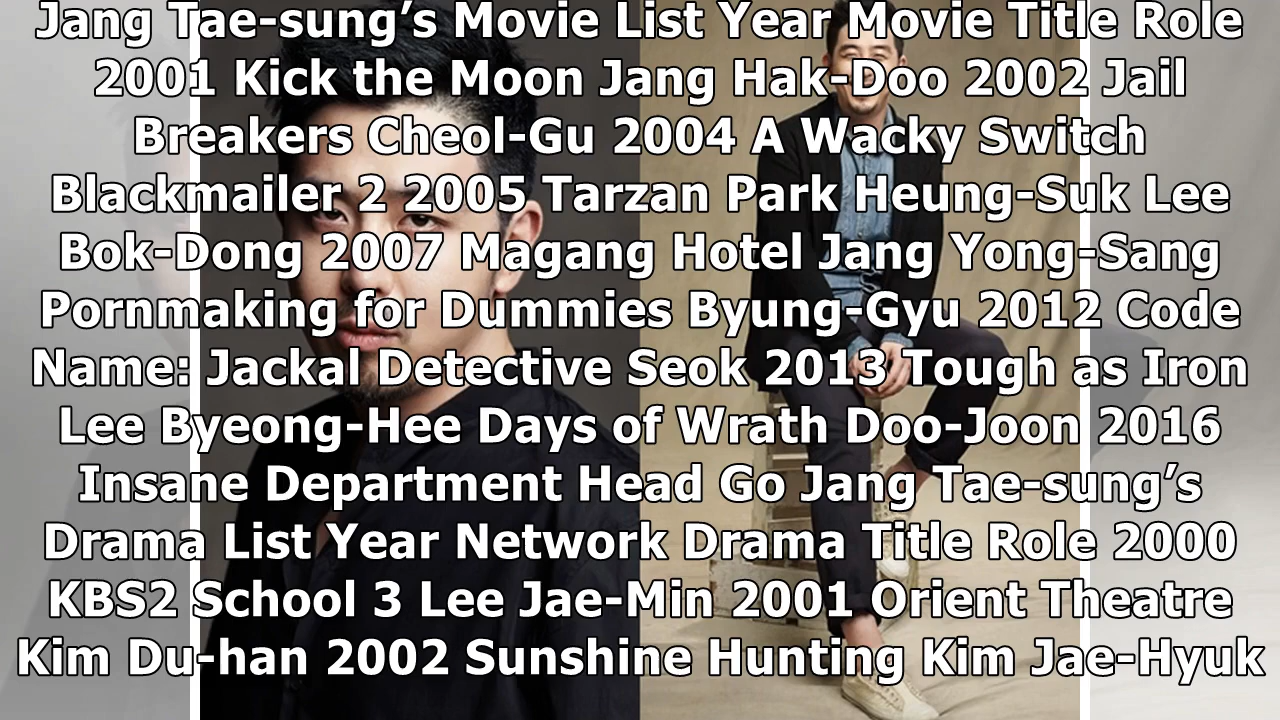 Jang Tae-sung’s Movie List Year Movie Title Role
2001 Kick the Moon Jang Hak-Doo 2002 Jail
Breakers Cheol-Gu 2004 A Wacky Switch
Blackmailer 2 2005 Tarzan Park Heung-Suk Lee
Bok-Dong 2007 Magang Hotel Jang Yong-Sang
Pornmaking for Dummies Byung-Gyu 2012 Code
Name: Jackal Detective Seok 2013 Tough as Iron
Lee Byeong-Hee Days of Wrath Doo-Joon 2016
Insane Department Head Go Jang Tae-sung’s
Drama List Year Network Drama Title Role 2000
KBS2 School 3 Lee Jae-Min 2001 Orient Theatre
Kim Du-han 2002 Sunshine Hunting Kim Jae-Hyuk